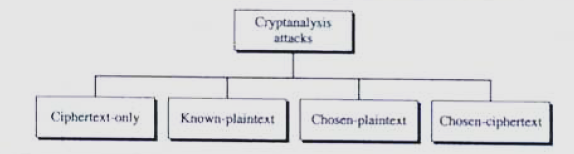 Cryptanalysis
attacks
Ciphertext-only
Known-plaintext
Chosen-plaintext
Chosen-ciphertext